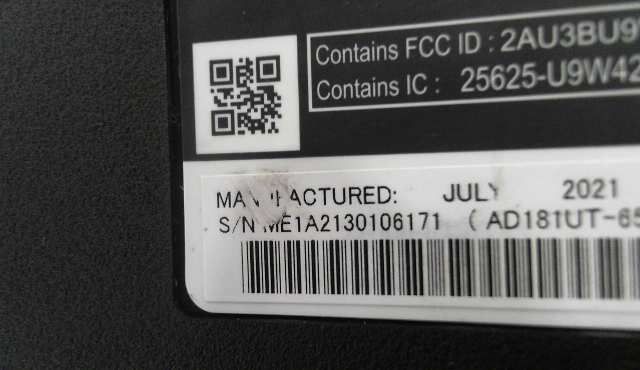 Contains FCC ID : 2AU3BU9
Contains IC : 25625-U9W42
MANUFACTURED: JULY 2021
S/N ME1A2130106171 ( AD181UT-65